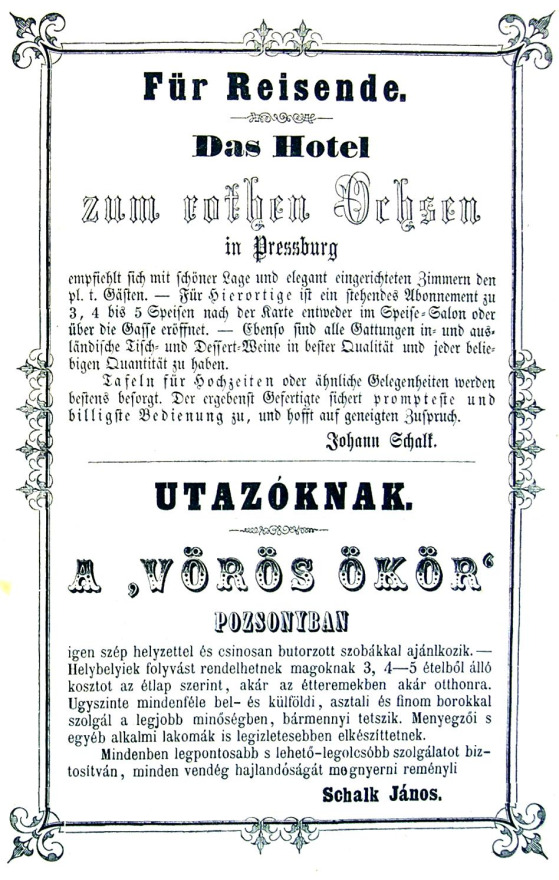 Für Reisende.
Das Hotel
zum rothen Ochsen
in Pressburg
empfiehlt sich mit schöner Lage und elegant eingerichteten Zimmern den
pl. t. Gästen. — Für Hierortige ist ein stehendes Abonnement zu
3, 4 bis 5 Speisen nach der Karte entweder im Speise-Salon oder
über die Gasse eröffnet. — Ebenso sind alle Gattungen in- und aus-
ländische Tisch- und Dessert-Weine in bester Qualität und jeder belie-
bigen Quantität zu haben.
Tafeln für Hochzeiten oder ähnliche Gelegenheiten werden
bestens besorgt. Der ergebenst Gefertigte sichert prompteste und
billigste Bedienung zu, und hofft auf geneigten Zuspruch.
Johann Schalk.
UTAZÓKNAK.
A ‚VÖRÖS ÖKÖR‘
POZSONYBAN
igen szép helyzettel és csinosan butorzott szobákkal ajánlkozik. —
Helybelyiek folyvást rendelhetnek magoknak 3, 4—5 ételből álló
kosztot az étlap szerint, akár az étteremekben akár otthonra.
Ugyszinte mindenféle bel- és külföldi, asztali és finom borokkal
szolgál a legjobb minőségben, bármennyi tetszik. Menyegzői s
egyéb alkalmi lakomák is legizletesebben elkészíttetnek.
Mindenben legpontosabb s lehető-legolcsóbb szolgálatot biz-
tosítván, minden vendég hajlandóságát megnyerni reményli
Schalk János.